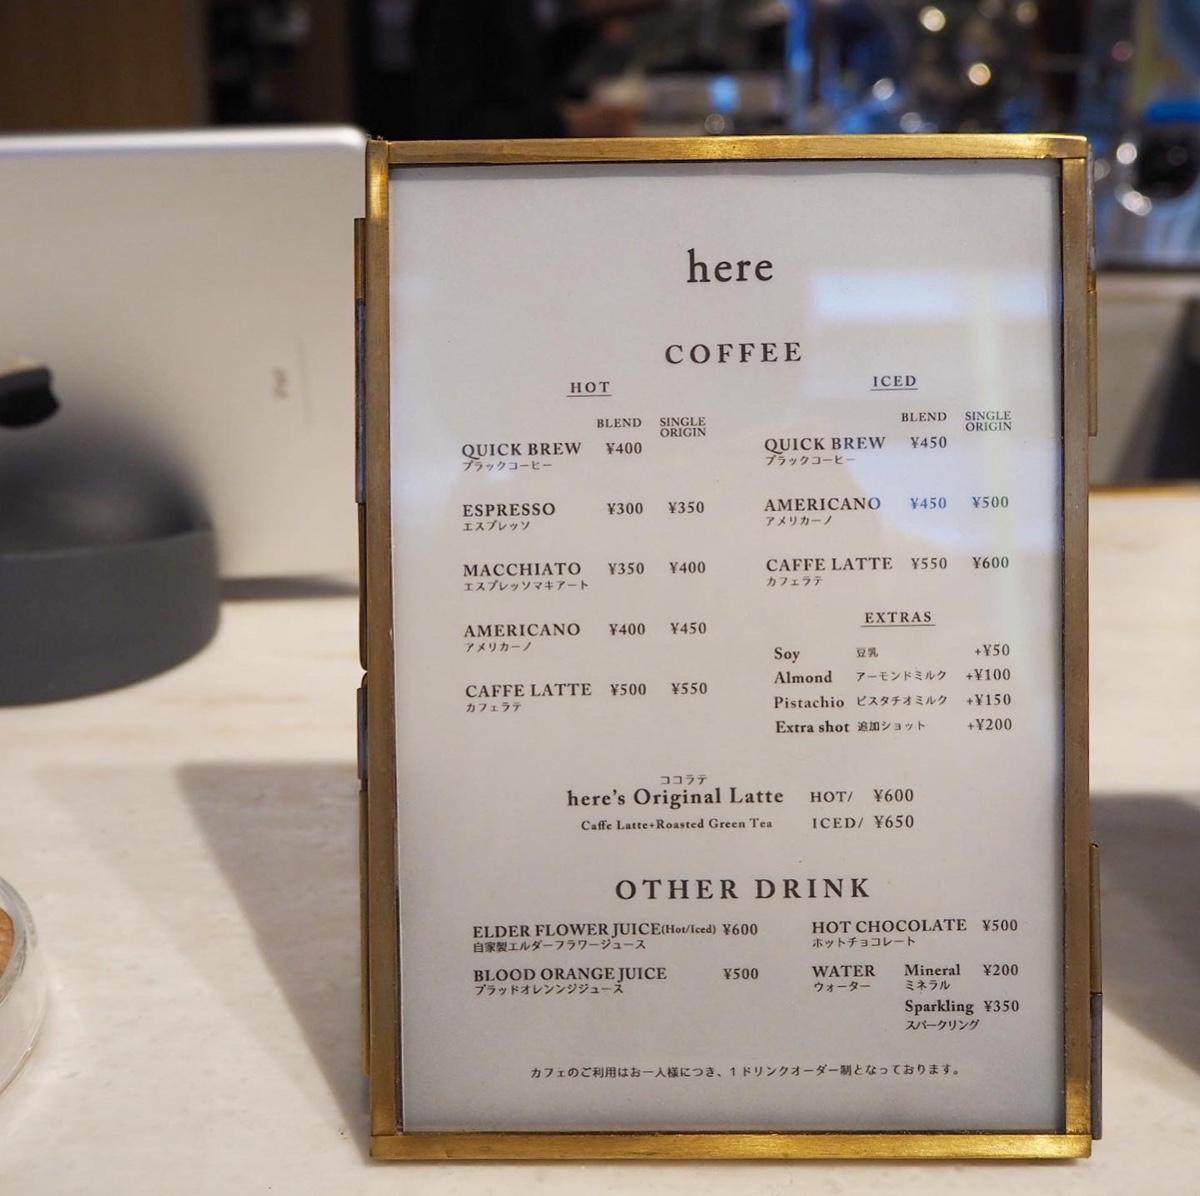 here
COFFEE
HOT
BLEND SINGLE ORIGIN
QUICK BREW ¥400
ブラックコーヒー
ESPRESSO ¥300 ¥350
エスプレッソ
MACCHIATO ¥350 ¥400
エスプレッソマキアート
AMERICANO ¥400 ¥450
アメリカーノ
CAFFE LATTE ¥500 ¥550
カフェラテ
ICED
BLEND SINGLE ORIGIN
QUICK BREW ¥450
ブラックコーヒー
AMERICANO ¥450 ¥500
アメリカーノ
CAFFE LATTE ¥550 ¥600
カフェラテ
EXTRAS
Soy 豆乳 +¥50
Almond アーモンドミルク +¥100
Pistachio ピスタチオミルク +¥150
Extra shot 追加ショット +¥200
ココラテ
here's Original Latte HOT/ ¥600
Caffe Latte+Roasted Green Tea ICED/ ¥650
OTHER DRINK
ELDER FLOWER JUICE(Hot/Iced) ¥600
自家製エルダーフラワージュース
BLOOD ORANGE JUICE ¥500
ブラッドオレンンジジュース
HOT CHOCOLATE ¥500
ホットチョコレート
WATER Mineral ¥200
ウォーター ミネラル
Sparkling ¥350
スパークリング
カフェのご利用はお一人様につき、1ドリンクオーダー制となっております。